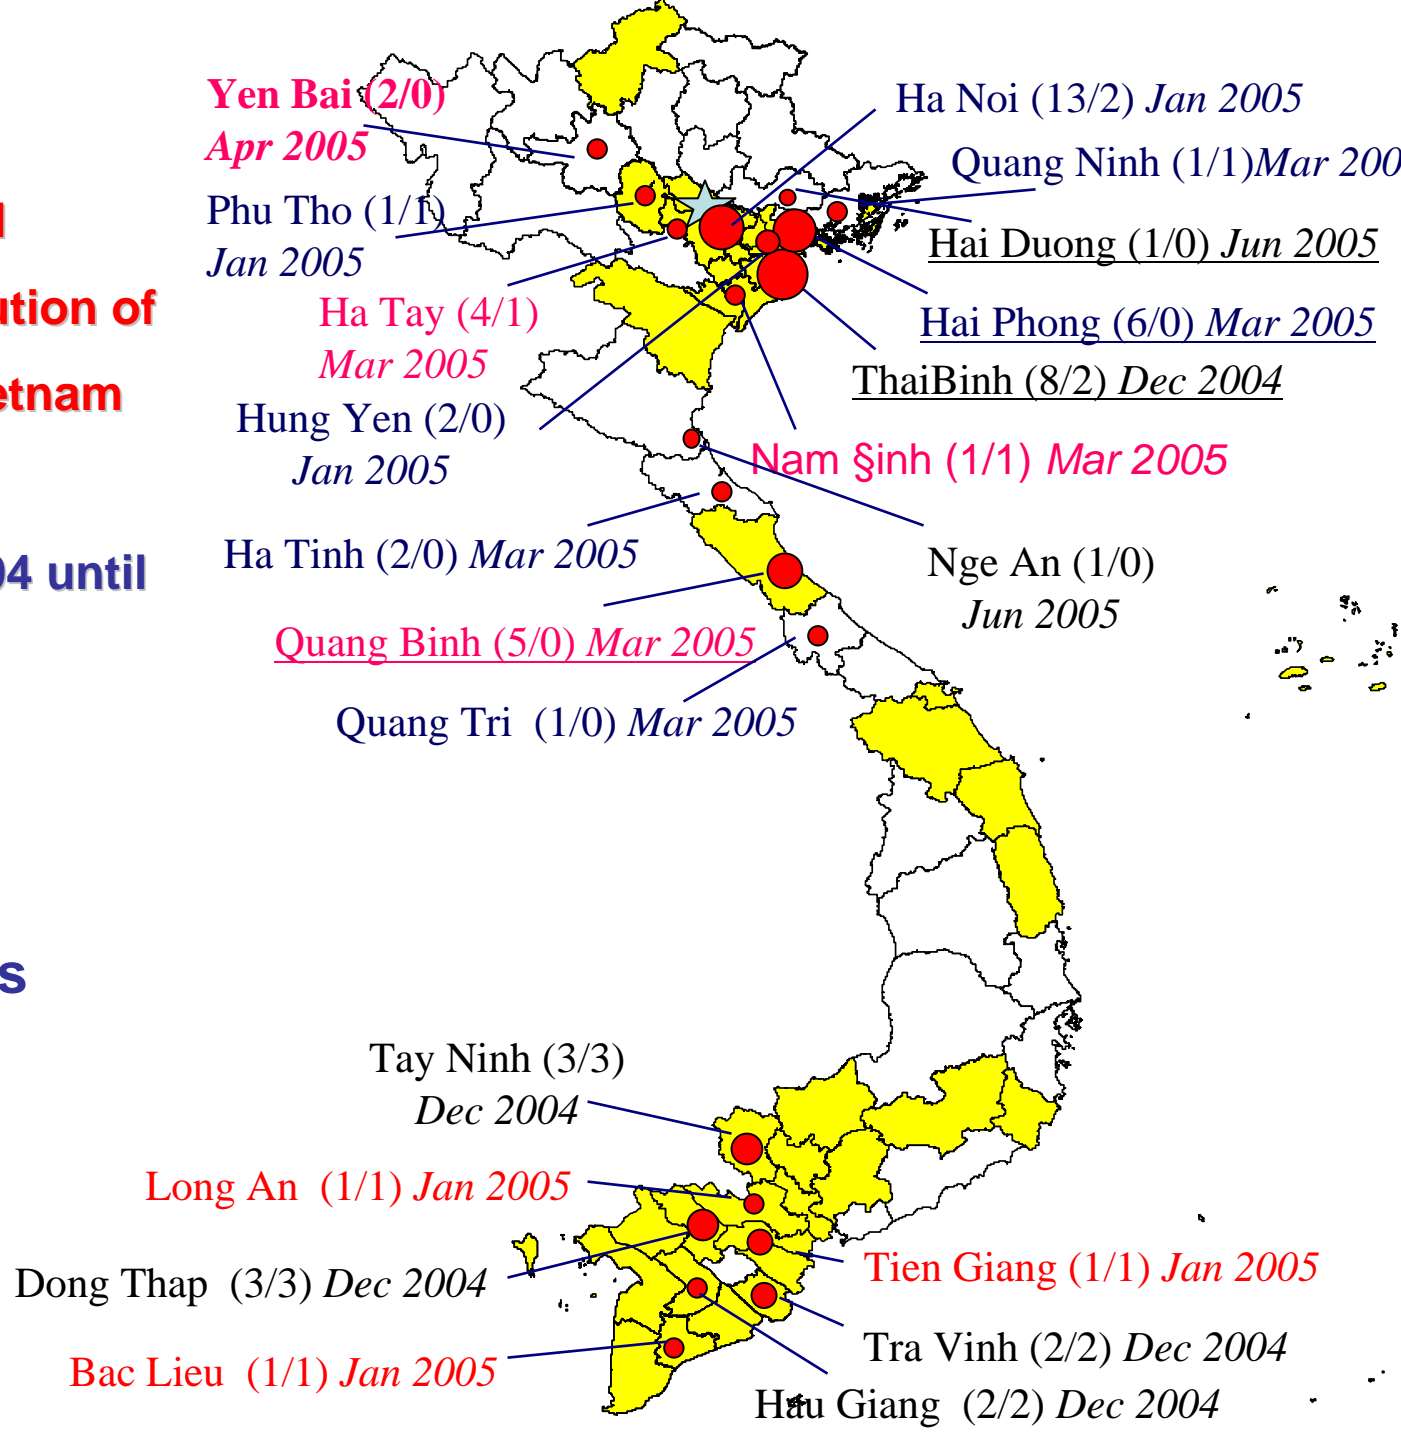 Yen Bai (2/0)
Apr 2005
Ha Noi (13/2) Jan 2005
Quang Ninh (1/1)Mar 200
Phu Tho (1/1)
Jan 2005
Hai Duong (1/0) Jun 2005
ution of
Ha Tay (4/1)
Mar 2005
Hai Phong (6/0) Mar 2005
ThaiBinh (8/2) Dec 2004
etnam
Hung Yen (2/0)
Jan 2005
Nam §inh (1/1) Mar 2005
Ha Tinh (2/0) Mar 2005
Nge An (1/0)
Jun 2005
04 until
Quang Binh (5/0) Mar 2005
Quang Tri (1/0) Mar 2005
s
Tay Ninh (3/3)
Dec 2004
Long An (1/1) Jan 2005
Dong Thap (3/3) Dec 2004
Tien Giang (1/1) Jan 2005
Tra Vinh (2/2) Dec 2004
Bac Lieu (1/1) Jan 2005
Hau Giang (2/2) Dec 2004